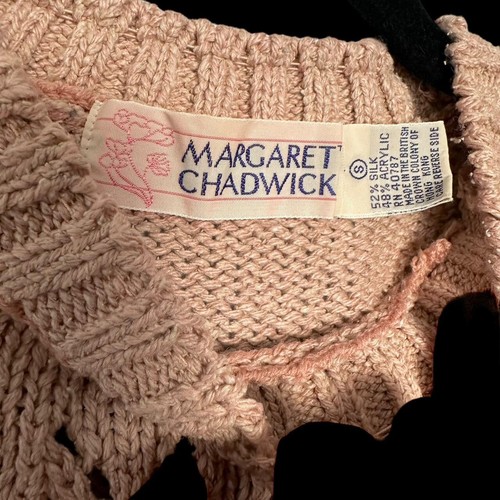 MARGARET
CHADWICK
S
52% SILK
48% ACRYLIC
RN 40787
MADE IN THE BRITISH
CROWN COLONY OF
HONG KONG
CARE REVERSE SIDE